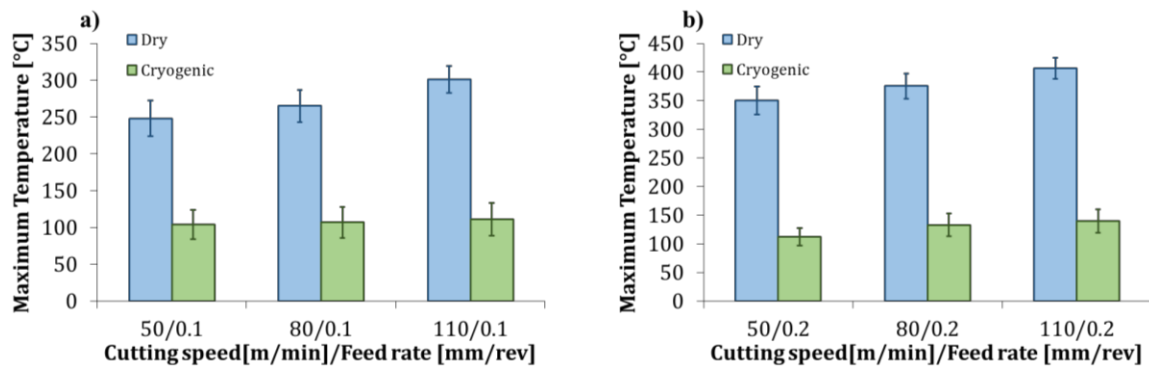 a)
Maximum Temperature [°C]
350
300
250
200
150
100
50
0
Dry
Cryogenic
50/0.1 80/0.1 110/0.1
Cutting speed[m/min]/Feed rate [mm/rev]
b)
Maximum Temperature [°C]
450
400
350
300
250
200
150
100
50
0
Dry
Cryogenic
50/0.2 80/0.2 110/0.2
Cutting speed[m/min]/Feed rate [mm/rev]